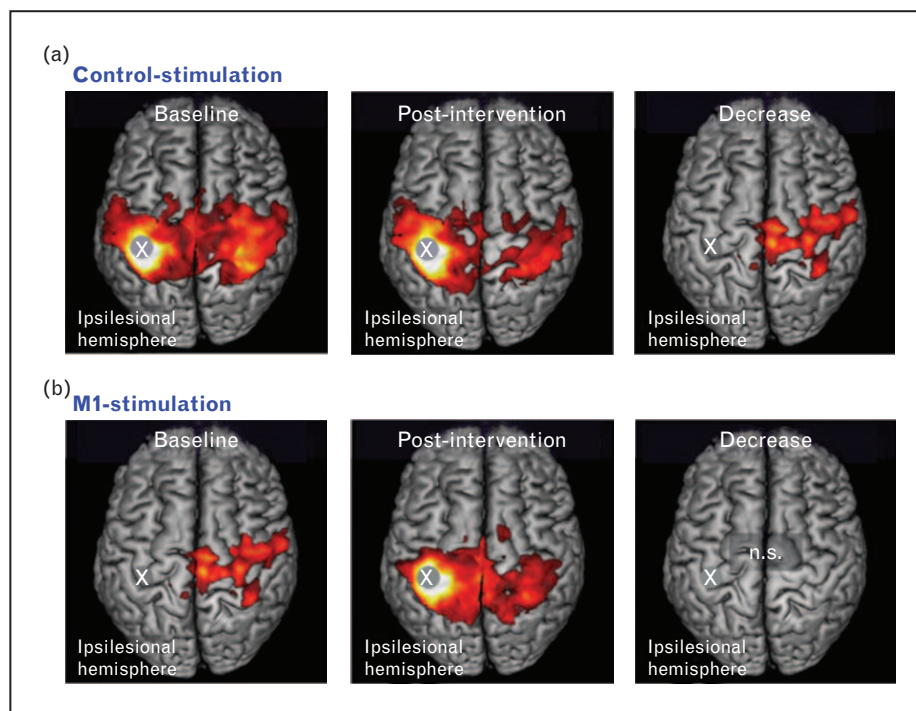 (a)
Control-stimulation
Baseline
Post-intervention
Decrease
X
X
X
Ipsilesional
hemisphere
Ipsilesional
hemisphere
Ipsilesional
hemisphere
(b)
M1-stimulation
Baseline
Post-intervention
Decrease
n.s.
X
X
X
Ipsilesional
hemisphere
Ipsilesional
hemisphere
Ipsilesional
hemisphere